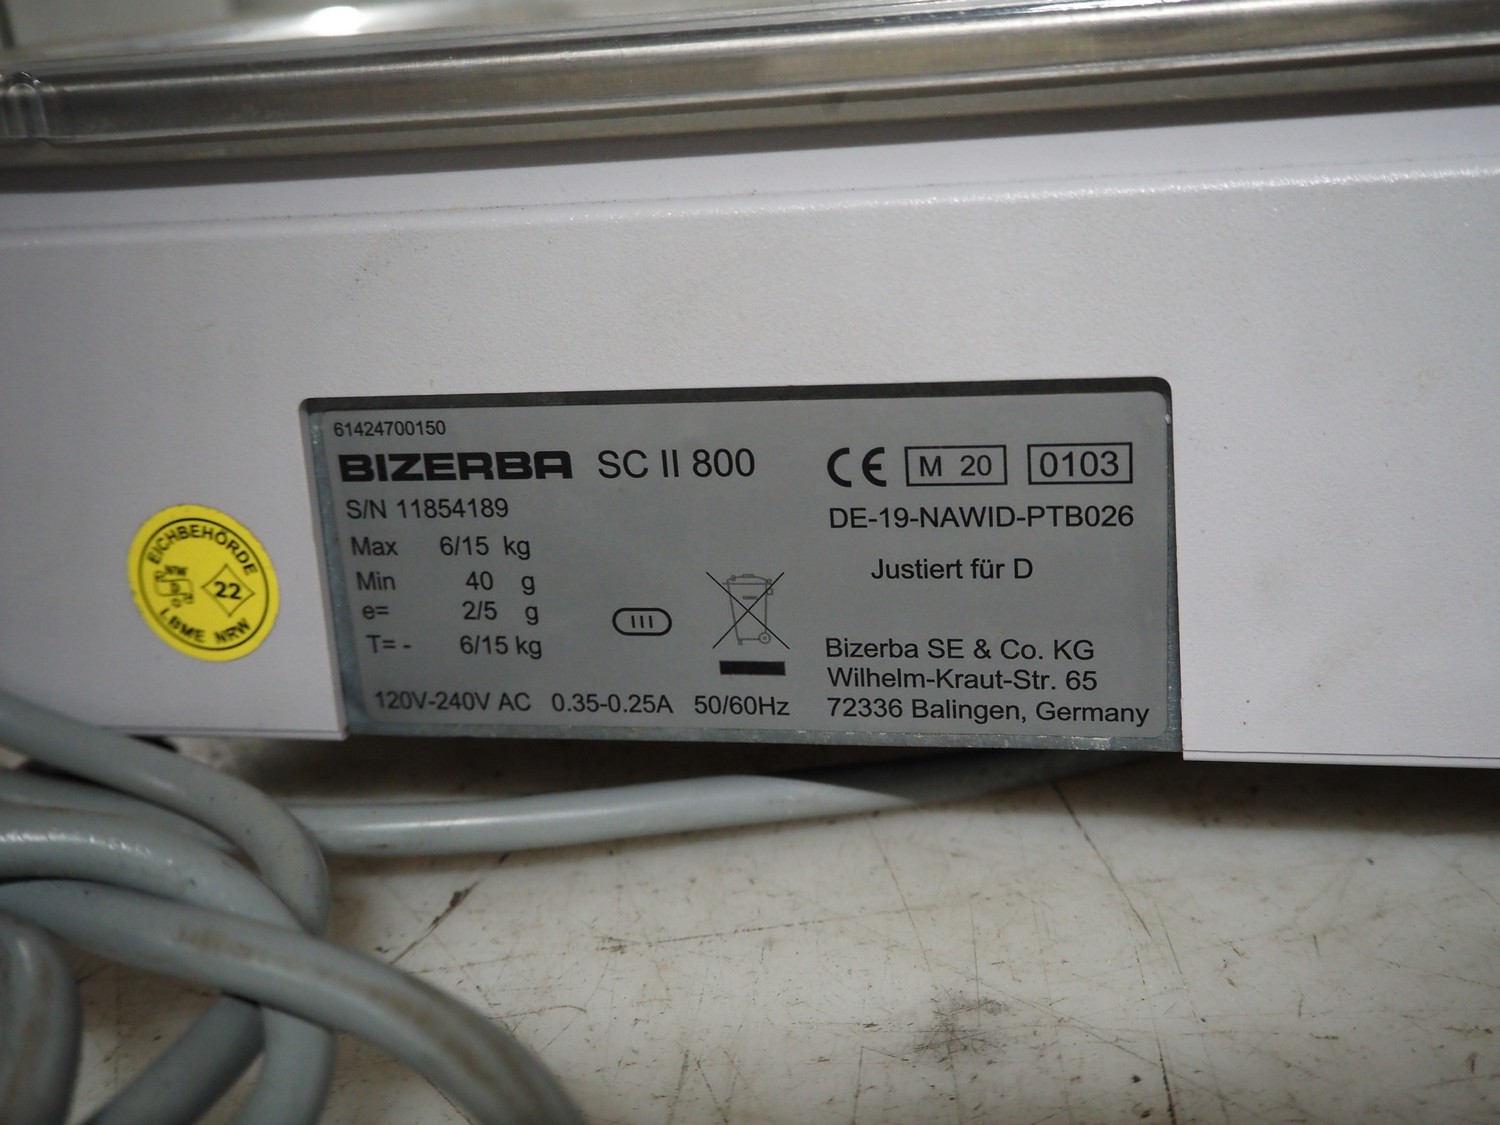 61424700150
BIZERBA SC II 800
S/N 11854189
Max 6/15 kg
Min 40 g
e= 2/5 g
T= - 6/15 kg
120V-240V AC 0.35-0.25A 50/60Hz
III
CE M 20 0103
DE-19-NAWID-PTB026
Justiert für D
Bizerba SE & Co. KG
Wilhelm-Kraut-Str. 65
72336 Balingen, Germany
EICHBEHÖRDE
NW
D
22
LBME NRW